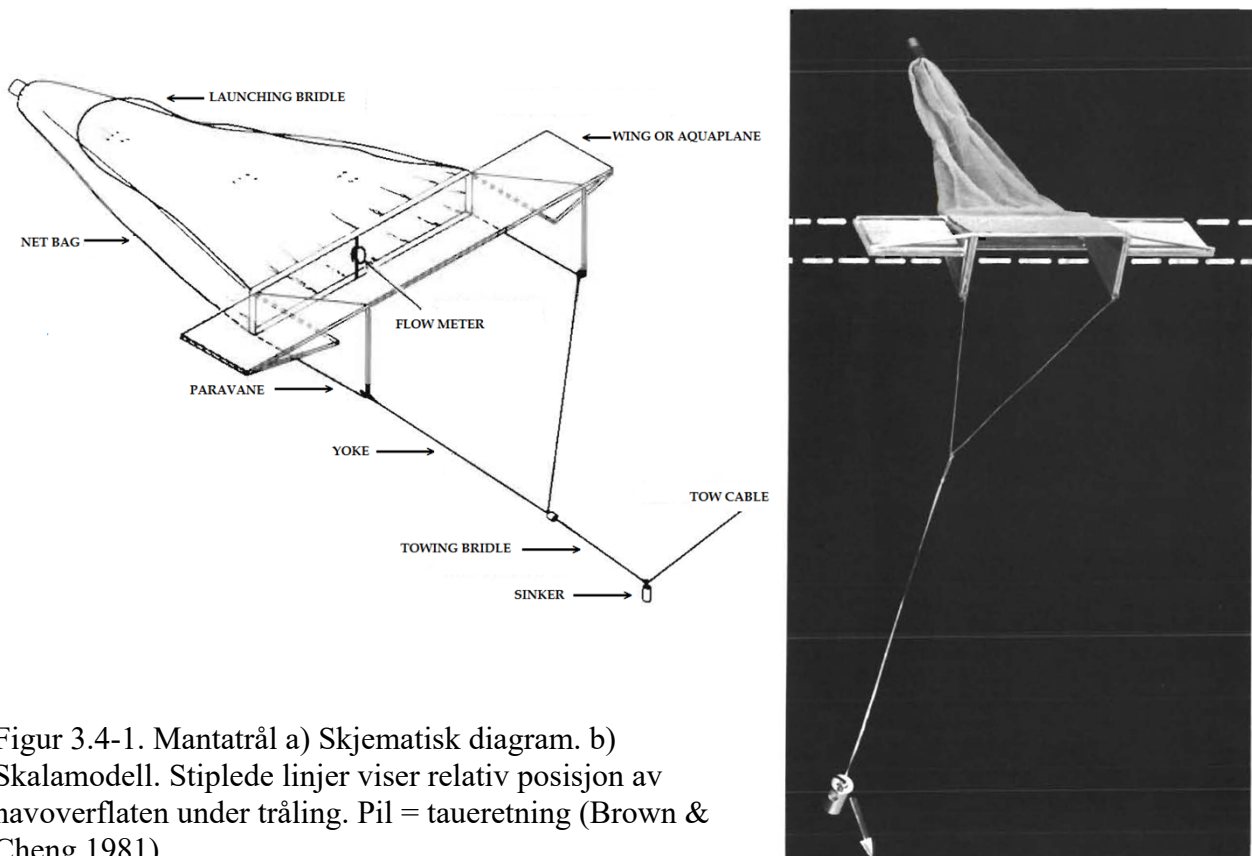 LAUNCHING BRIDLE
WING OR AQUAPLANE
NET BAG
FLOW METER
PARAVANE
YOKE
TOW CABLE
TOWING BRIDLE
SINKER
Figur 3.4-1. Mantatrål a) Skjematisk diagram. b)
Skalamodell. Stiplede linjer viser relativ posisjon av
havoverflaten under tråling. Pil = taueretning (Brown &
Cheng 1981)